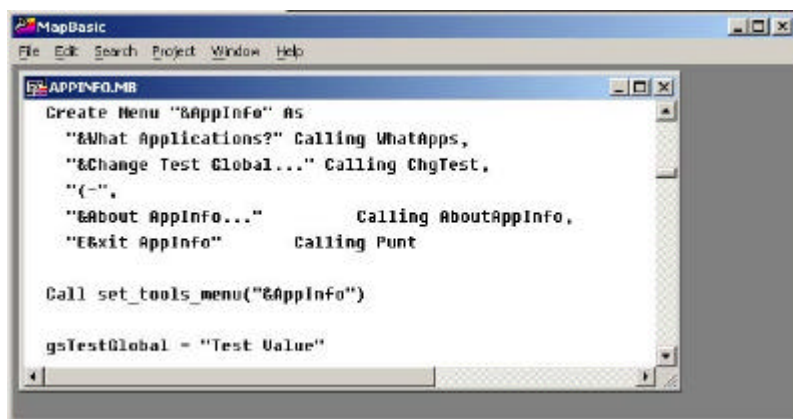 MapBasic
File Edit Search Project Window Help
APPINFO.MB
Create Menu "&AppInfo" As
"&What Applications?" Calling WhatApps,
"&Change Test Global..." Calling ChgTest,
"(-",
"&About AppInfo..." Calling AboutAppInfo,
"E&xit AppInfo" Calling Punt
Call set_tools_menu("&AppInfo")
gsTestGlobal = "Test Value"